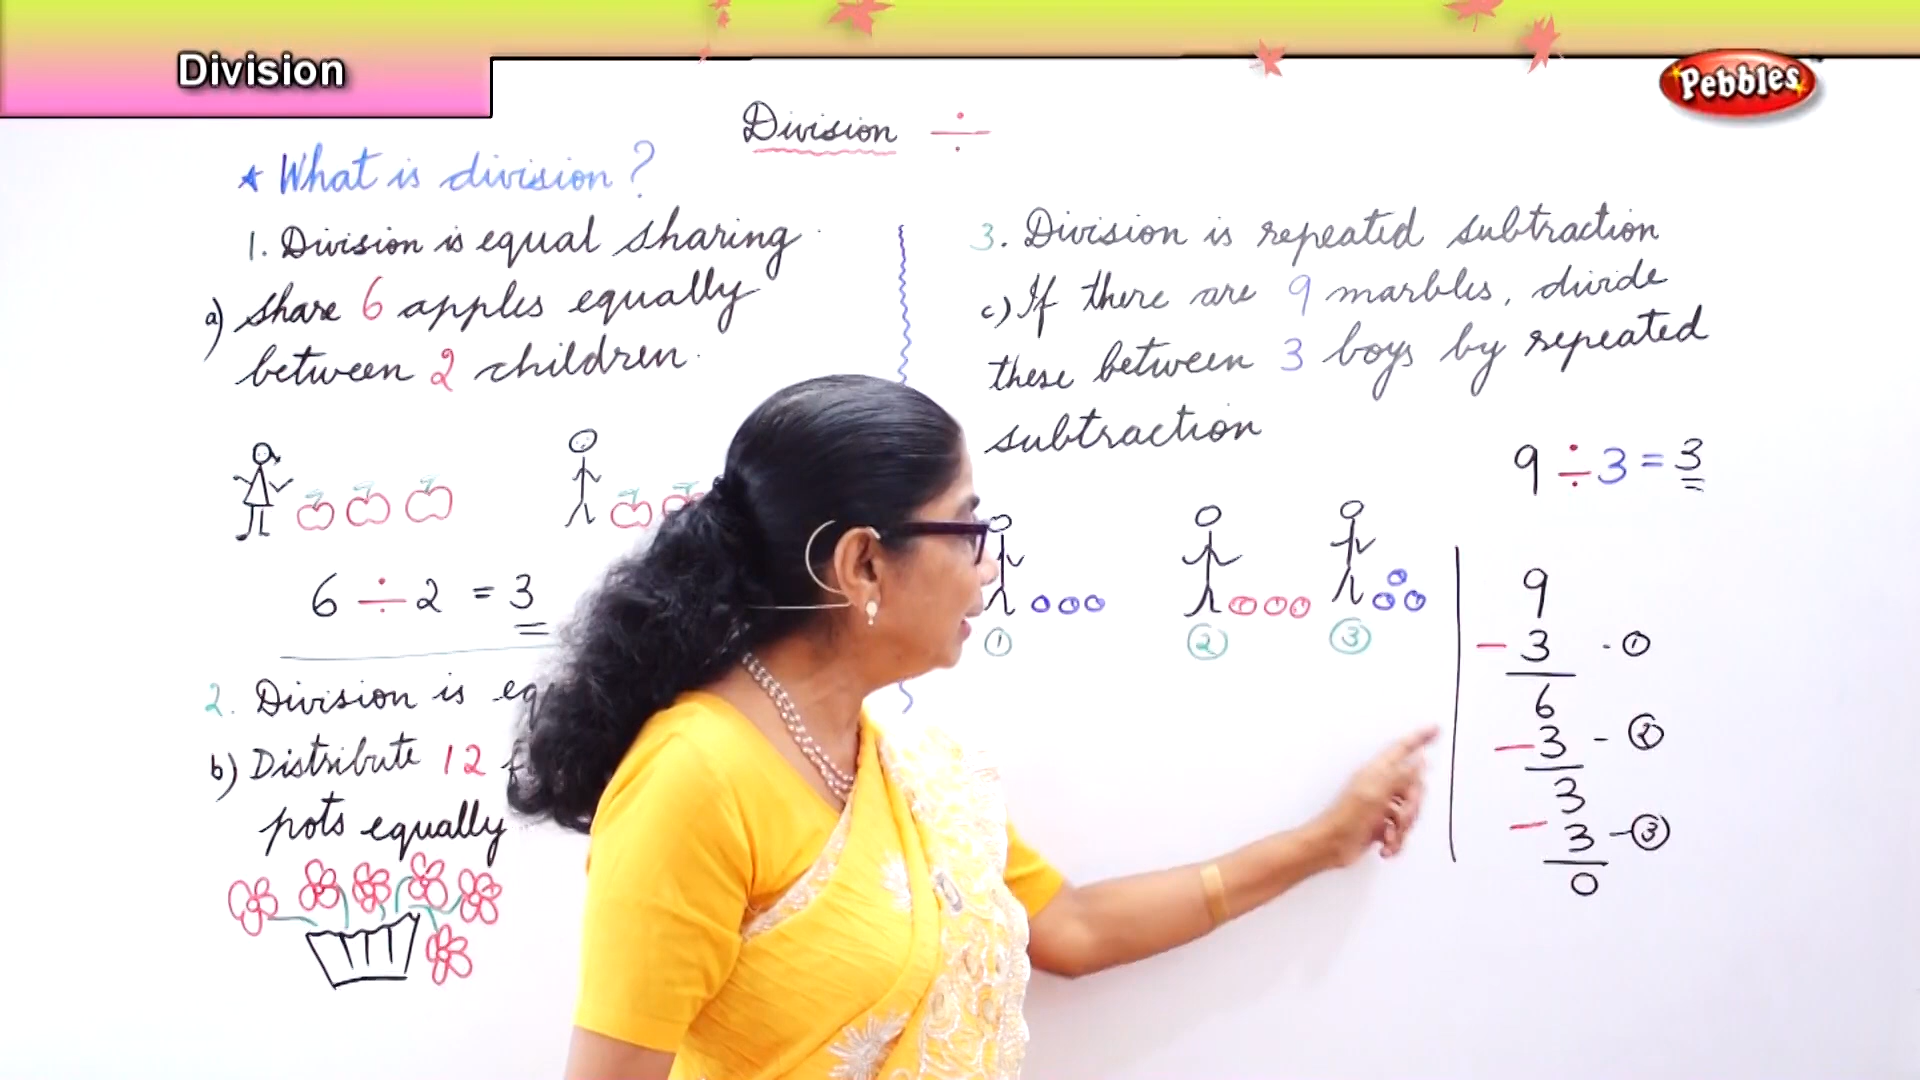 Division
Pebbles
Division ÷
* What is division?
1. Division is equal sharing
a) Share 6 apples equally
between 2 children.
6 ÷ 2 = 3
2. Division is
b) Distribute 12
pots equally
3. Division is repeated subtraction
c) If there are 9 marbles, divide
these between 3 boys by repeated
subtraction
9 ÷ 3 = 3
1 2 3
9
- 3 - 1
6
- 3 - 2
3
- 3 - 3
0